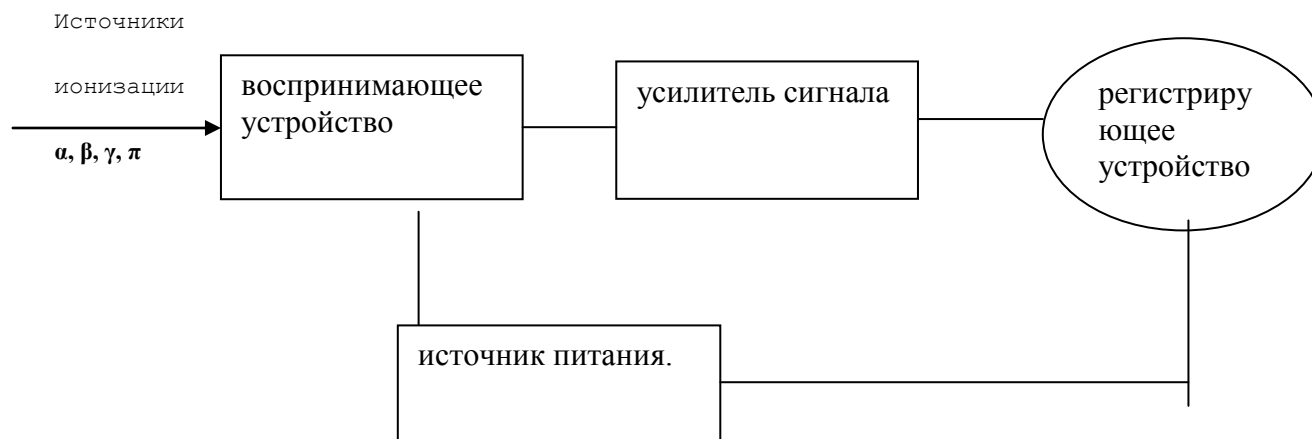 Источники
ионизации
α, β, γ, π
воспринимающее
устройство
усилитель сигнала
регистриру
ющее
устройство
источник питания.